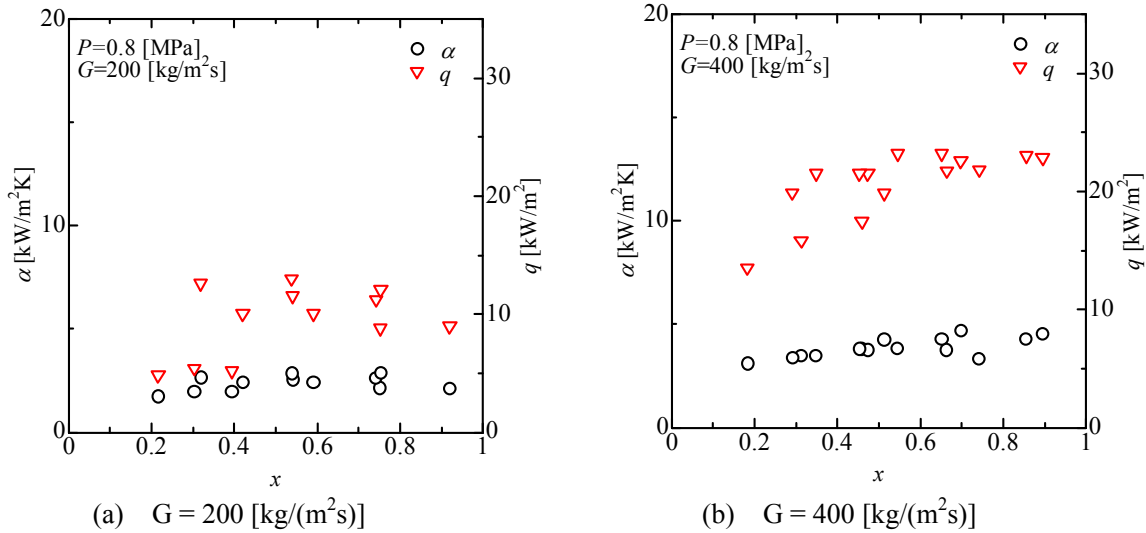 20
P=0.8 [MPa]
G=200 [kg/m²s]
α
q
30
20
10
0
10
0
α [kW/m²K]
q [kW/m²]
0 0.2 0.4 0.6 0.8 1
x
(a) G = 200 [kg/(m²s)]
20
P=0.8 [MPa]
G=400 [kg/m²s]
α
q
30
20
10
0
10
0
α [kW/m²K]
q [kW/m²]
0 0.2 0.4 0.6 0.8 1
x
(b) G = 400 [kg/(m²s)]